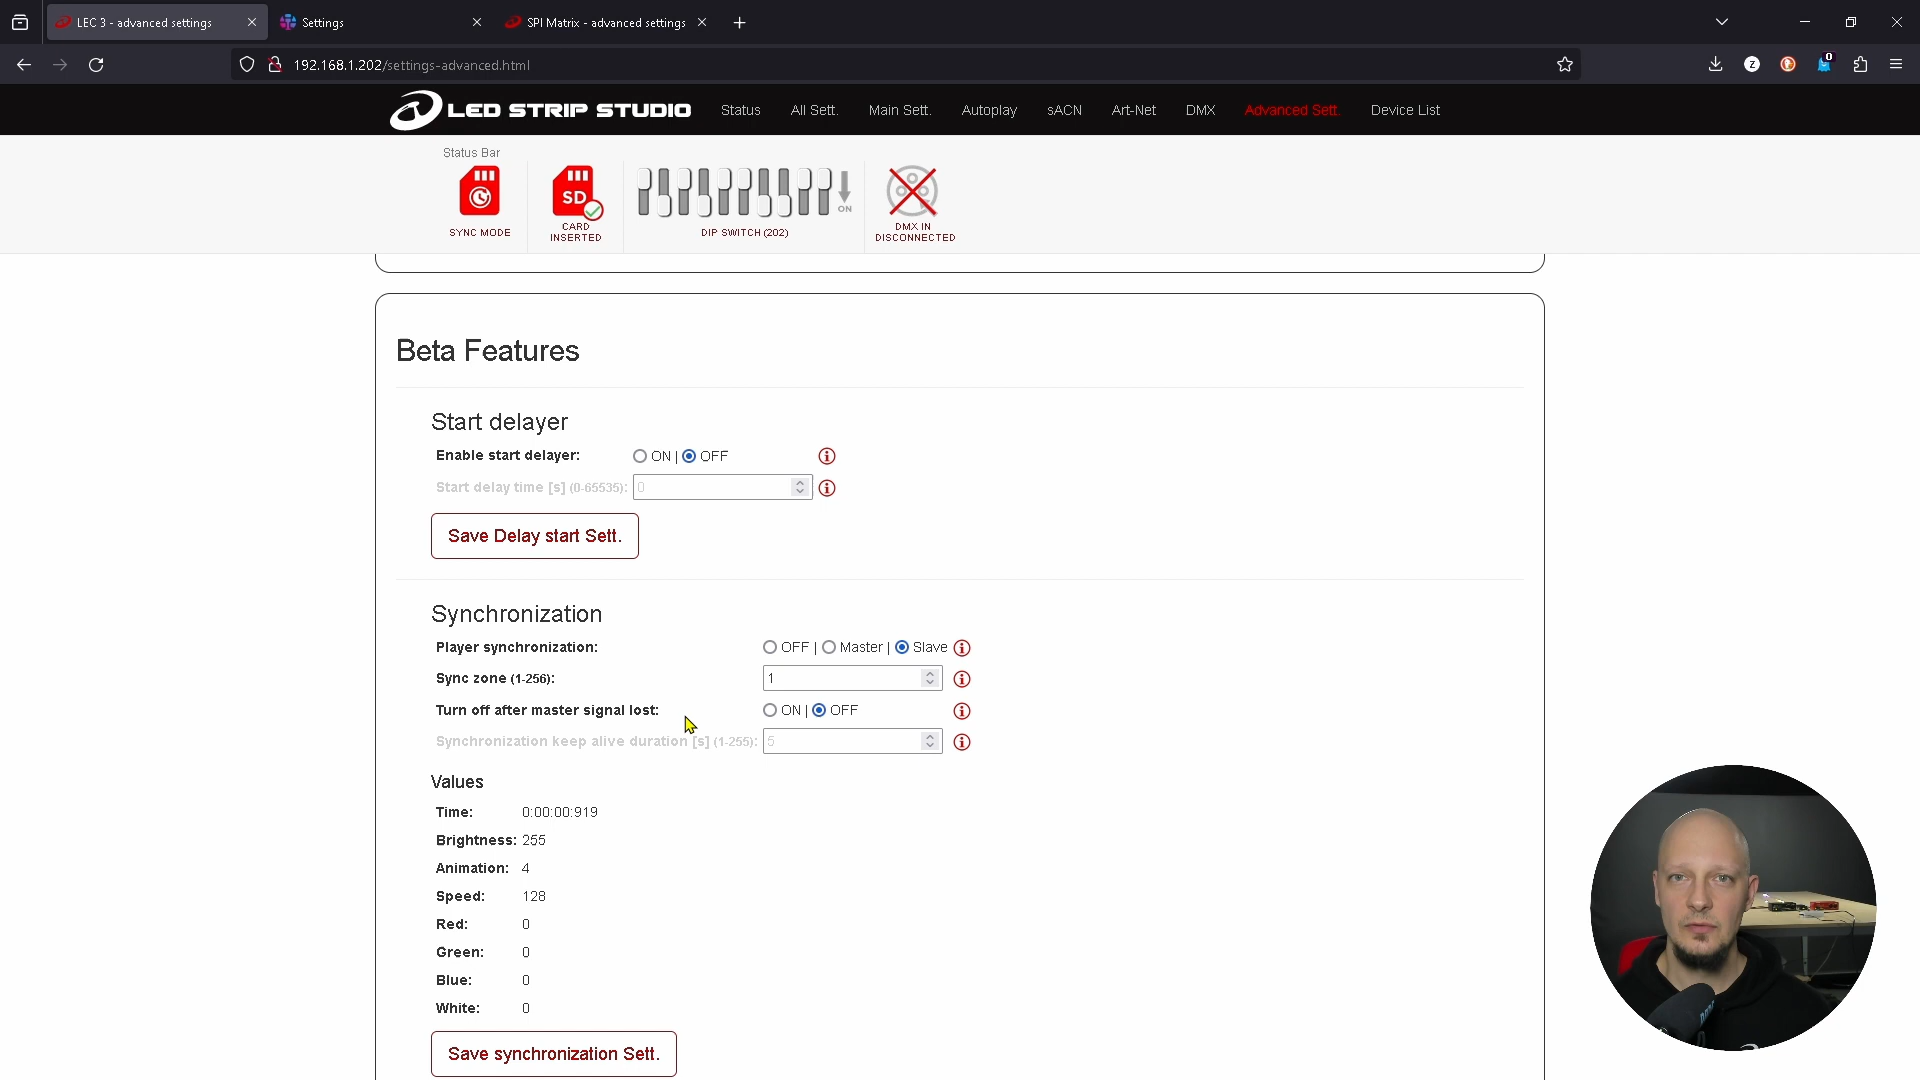 LEC 3 - advanced settings
Settings
SPI Matrix - advanced settings
192.168.1.202/settings-advanced.html
Z
0
LED STRIP STUDIO
Status
All Sett.
Main Sett.
Autoplay
sACN
Art-Net
DMX
Advanced Sett.
Device List
Status Bar
SD
ON
SYNC MODE
CARD
INSERTED
DIP SWITCH (202)
DMX IN
DISCONNECTED
Beta Features
Start delayer
Enable start delayer: ON | OFF
Start delay time [s] (0-65535): 0
Save Delay start Sett.
Synchronization
Player synchronization: OFF | Master | Slave
Sync zone (1-256): 1
Turn off after master signal lost: ON | OFF
Synchronization keep alive duration [s] (1-255): 5
Values
Time: 0:00:00:919
Brightness: 255
Animation: 4
Speed: 128
Red: 0
Green: 0
Blue: 0
White: 0
Save synchronization Sett.